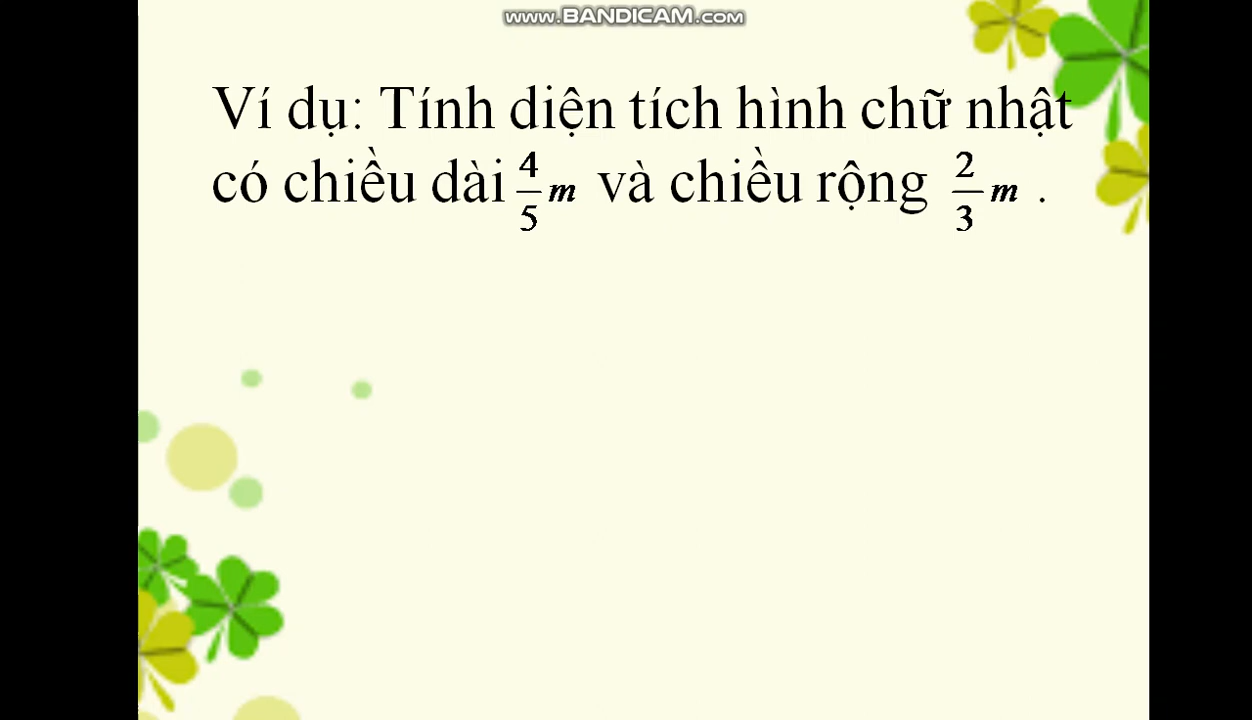 www.BANDICAM.com
Ví dụ: Tính diện tích hình chữ nhật
có chiều dài 4/5 m và chiều rộng 2/3 m .